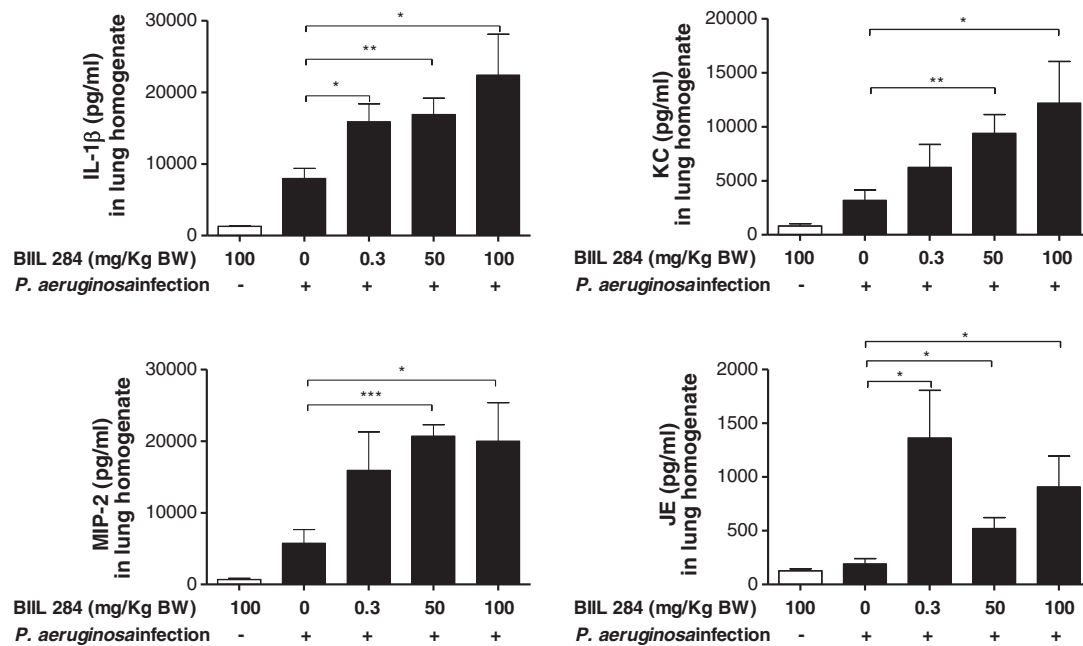 IL-1β (pg/ml)
in lung homogenate
30000
20000
10000
0
*
**
*
BIIL 284 (mg/Kg BW) 100 0 0.3 50 100
P. aeruginosainfection - + + + +
KC (pg/ml)
in lung homogenate
20000
15000
10000
5000
0
*
**
BIIL 284 (mg/Kg BW) 100 0 0.3 50 100
P. aeruginosainfection - + + + +
MIP-2 (pg/ml)
in lung homogenate
30000
20000
10000
0
*
***
BIIL 284 (mg/Kg BW) 100 0 0.3 50 100
P. aeruginosainfection - + + + +
JE (pg/ml)
in lung homogenate
2000
1500
1000
500
0
*
*
*
BIIL 284 (mg/Kg BW) 100 0 0.3 50 100
P. aeruginosainfection - + + + +